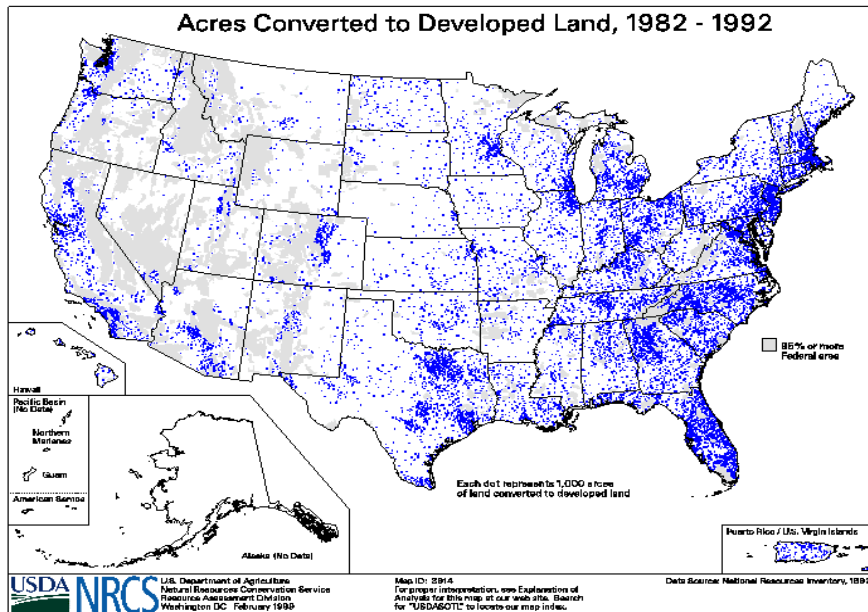 Acres Converted to Developed Land, 1982 - 1992
95% or more
Federal area
Hawaii
Pacific Basin
(No Data)
Northern
Marianas
Guam
American Samoa
Alaska (No Data)
Each dot represents 1,000 acres
of land converted to developed land
Puerto Rico / U.S. Virgin Islands
USDA NRCS
U.S. Department of Agriculture
Natural Resources Conservation Service
Resource Assessment Division
Washington DC February 1999
Map ID: 3914
For proper interpretation, see Explanation of
Analysis for this map at our web site. Search
for "USDASOTL" to locate our map index.
Data Source: National Resources Inventory,